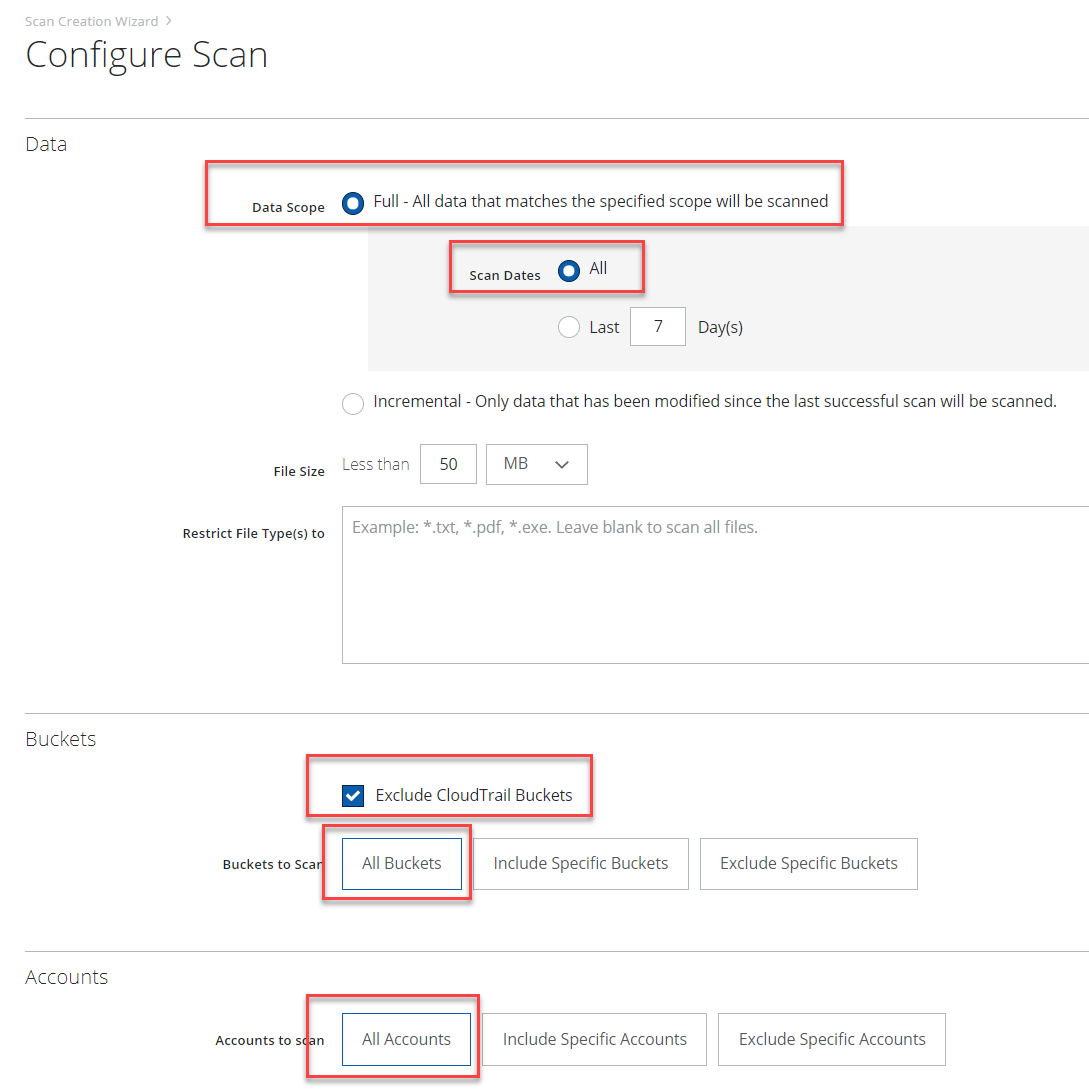 Scan Creation Wizard >
Configure Scan
Data
Data Scope Full - All data that matches the specified scope will be scanned
Scan Dates All
Last 7 Day(s)
Incremental - Only data that has been modified since the last successful scan will be scanned.
File Size Less than 50 MB
Restrict File Type(s) to Example: *.txt, *.pdf, *.exe. Leave blank to scan all files.
Buckets
Exclude CloudTrail Buckets
Buckets to Scan All Buckets Include Specific Buckets Exclude Specific Buckets
Accounts
Accounts to scan All Accounts Include Specific Accounts Exclude Specific Accounts